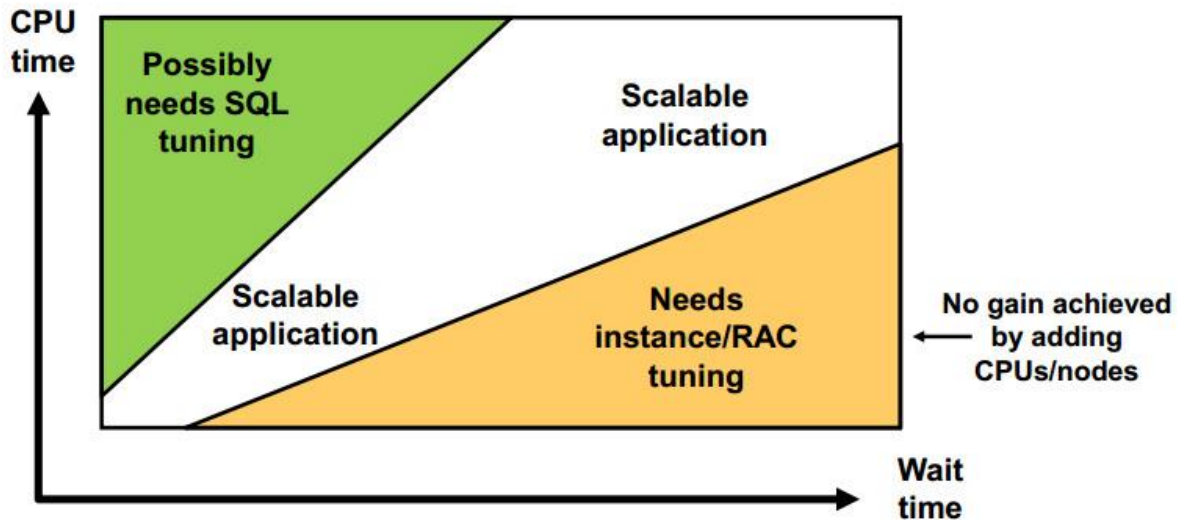 CPU
time
Possibly
needs SQL
tuning
Scalable
application
Scalable
application
Needs
instance/RAC
tuning
No gain achieved
by adding
CPUs/nodes
Wait
time